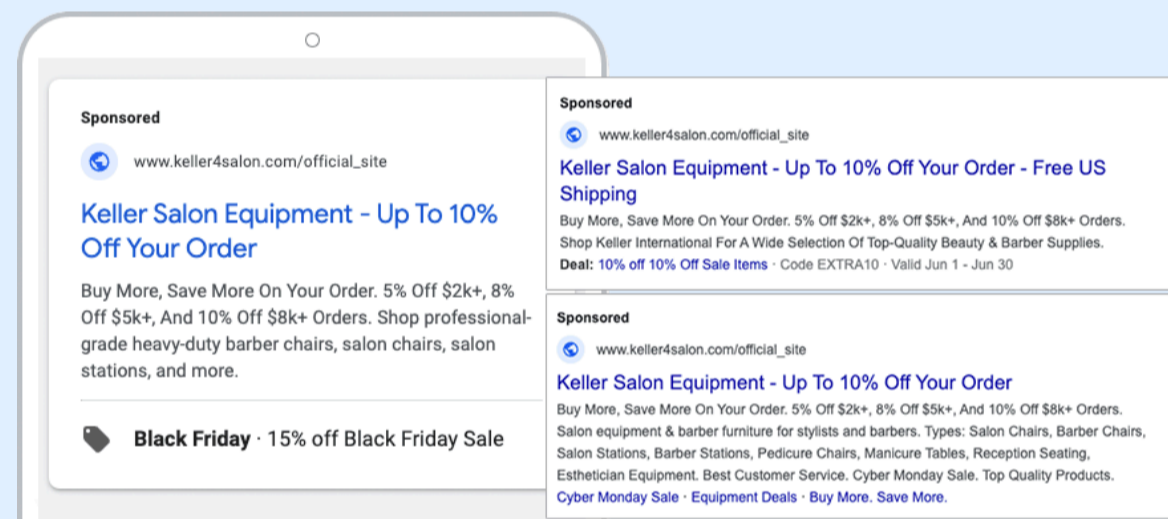 Sponsored
www.keller4salon.com/official_site
Keller Salon Equipment - Up To 10%
Off Your Order
Buy More, Save More On Your Order. 5% Off $2k+, 8%
Off $5k+, And 10% Off $8k+ Orders. Shop professional-
grade heavy-duty barber chairs, salon chairs, salon
stations, and more.
Black Friday · 15% off Black Friday Sale
Sponsored
www.keller4salon.com/official_site
Keller Salon Equipment - Up To 10% Off Your Order - Free US
Shipping
Buy More, Save More On Your Order. 5% Off $2k+, 8% Off $5k+, And 10% Off $8k+ Orders.
Shop Keller International For A Wide Selection Of Top-Quality Beauty & Barber Supplies.
Deal: 10% off 10% Off Sale Items · Code EXTRA10 · Valid Jun 1 - Jun 30
Sponsored
www.keller4salon.com/official_site
Keller Salon Equipment - Up To 10% Off Your Order
Buy More, Save More On Your Order. 5% Off $2k+, 8% Off $5k+, And 10% Off $8k+ Orders.
Salon equipment & barber furniture for stylists and barbers. Types: Salon Chairs, Barber Chairs,
Salon Stations, Barber Stations, Pedicure Chairs, Manicure Tables, Reception Seating,
Esthetician Equipment. Best Customer Service. Cyber Monday Sale. Top Quality Products.
Cyber Monday Sale · Equipment Deals · Buy More. Save More.